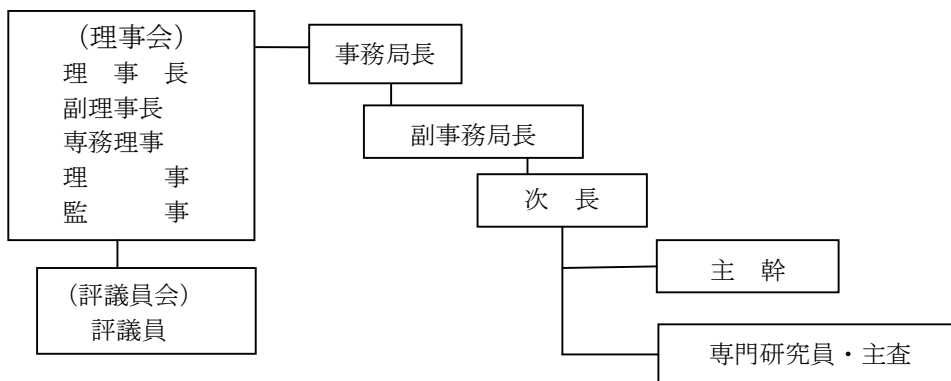 （理事会）
理　事　長
副理事長
専務理事
理　　　事
監　　　事
（評議員会）
評議員
事務局長
副事務局長
次　長
主　幹
専門研究員・主査